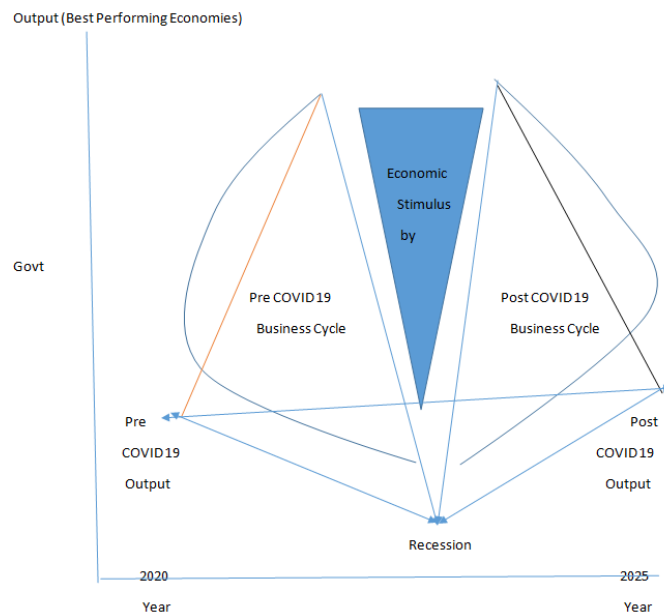 Output (Best Performing Economies)
Economic
Stimulus
by
Govt
Pre COVID19
Business Cycle
Post COVID19
Business Cycle
Pre
COVID19
Output
Post
COVID19
Output
Recession
2020
Year
2025
Year